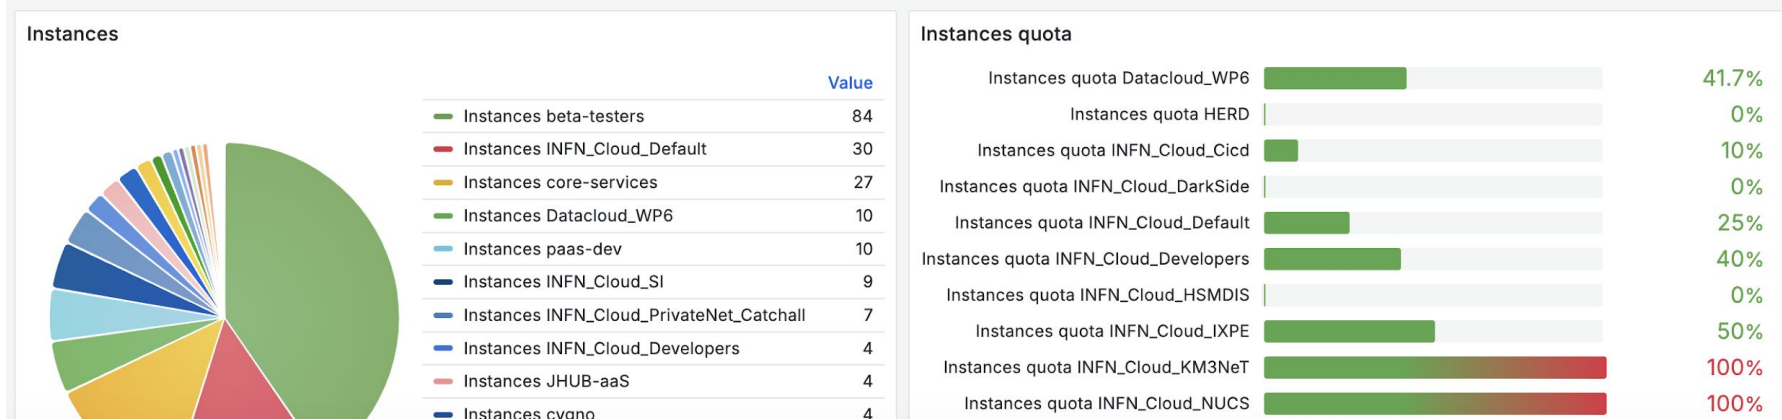 Instances
Value
Instances beta-testers 84
Instances INFN_Cloud_Default 30
Instances core-services 27
Instances Datacloud_WP6 10
Instances paas-dev 10
Instances INFN_Cloud_SI 9
Instances INFN_Cloud_PrivateNet_Catchall 7
Instances INFN_Cloud_Developers 4
Instances JHUB-aaS 4
Instances cygno 4
Instances quota
Instances quota Datacloud_WP6 41.7%
Instances quota HERD 0%
Instances quota INFN_Cloud_Cicd 10%
Instances quota INFN_Cloud_DarkSide 0%
Instances quota INFN_Cloud_Default 25%
Instances quota INFN_Cloud_Developers 40%
Instances quota INFN_Cloud_HSMDIS 0%
Instances quota INFN_Cloud_IXPE 50%
Instances quota INFN_Cloud_KM3NeT 100%
Instances quota INFN_Cloud_NUCS 100%